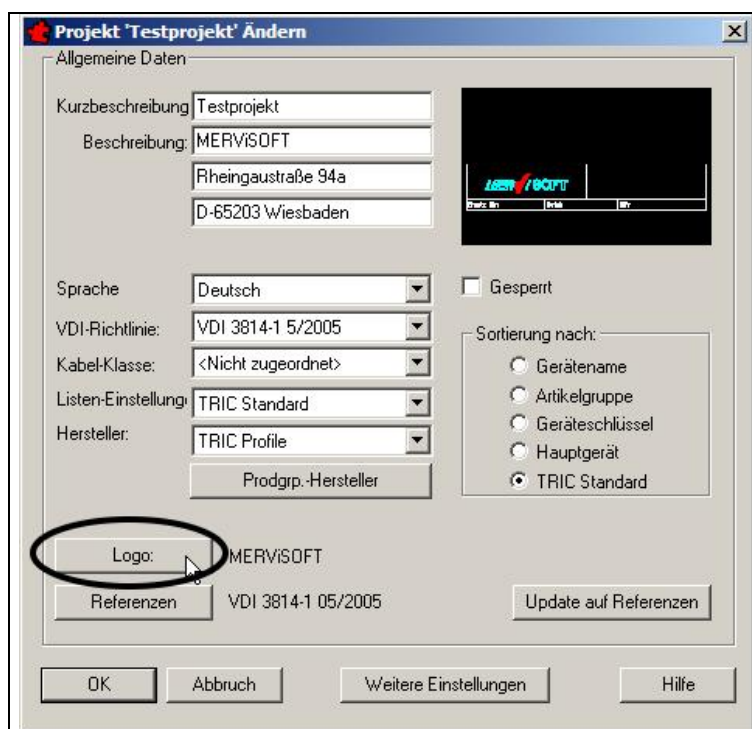 Projekt 'Testprojekt' Ändern
Allgemeine Daten
Kurzbeschreibung Testprojekt
Beschreibung: MERViSOFT
Rheingaustraße 94a
D-65203 Wiesbaden
Sprache Deutsch
Gesperrt
VDI-Richtlinie: VDI 3814-1 5/2005
Kabel-Klasse: <Nicht zugeordnet>
Listen-Einstellung TRIC Standard
Hersteller: TRIC Profile
Prodgrp.-Hersteller
Sortierung nach:
Gerätename
Artikelgruppe
Geräteschlüssel
Hauptgerät
TRIC Standard
Logo: MERViSOFT
Referenzen VDI 3814-1 05/2005
Update auf Referenzen
OK Abbruch Weitere Einstellungen Hilfe